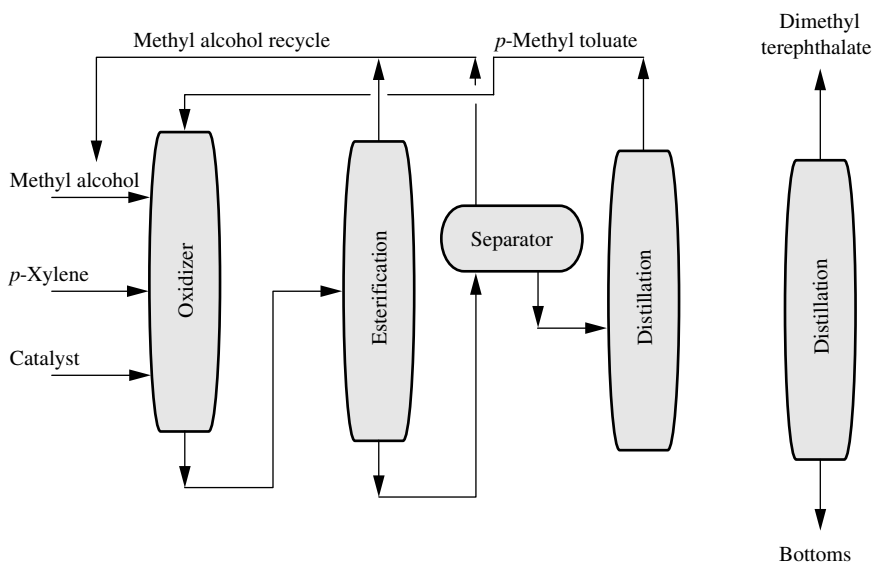 Dimethyl
terephthalate
Methyl alcohol recycle
p-Methyl toluate
Methyl alcohol
p-Xylene
Catalyst
Oxidizer
Esterification
Separator
Distillation
Distillation
Bottoms